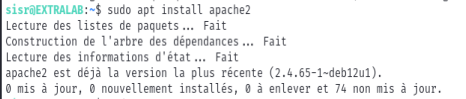 sisr@EXTRALAB:~$ sudo apt install apache2
Lecture des listes de paquets... Fait
Construction de l'arbre des dépendances... Fait
Lecture des informations d'état... Fait
apache2 est déjà la version la plus récente (2.4.65-1~deb12u1).
0 mis à jour, 0 nouvellement installés, 0 à enlever et 74 non mis à jour.